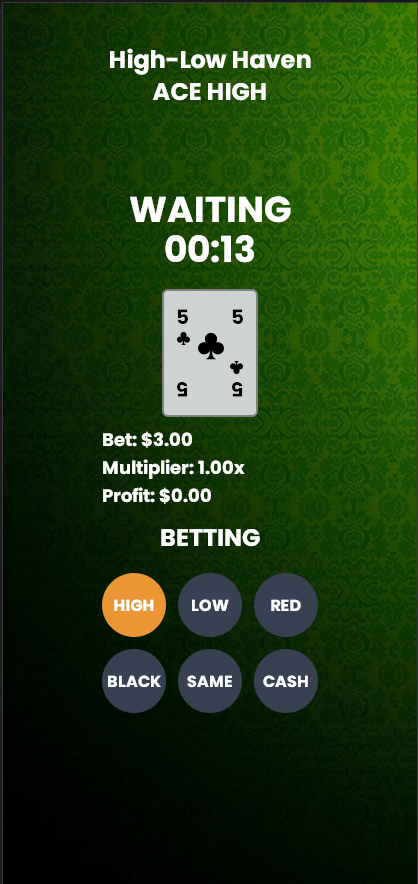 High-Low Haven
ACE HIGH
WAITING
00:13
5 5
5 5
Bet: $3.00
Multiplier: 1.00x
Profit: $0.00
BETTING
HIGH LOW RED
BLACK SAME CASH